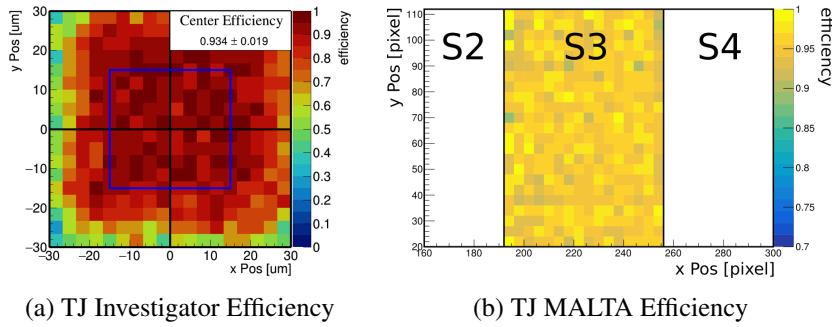 y Pos [um]
30
20
10
0
−10
−20
−30
−30 −20 −10 0 10 20 30
x Pos [um]
Center Efficiency
0.934 ± 0.019
1
0.9
0.8
0.7
0.6
0.5
0.4
0.3
0.2
0.1
0
efficiency
(a) TJ Investigator Efficiency
y Pos [pixel]
110
100
90
80
70
60
50
40
30
20
160 180 200 220 240 260 280 300
x Pos [pixel]
S2 S3 S4
1
0.95
0.9
0.85
0.8
0.75
0.7
efficiency
(b) TJ MALTA Efficiency